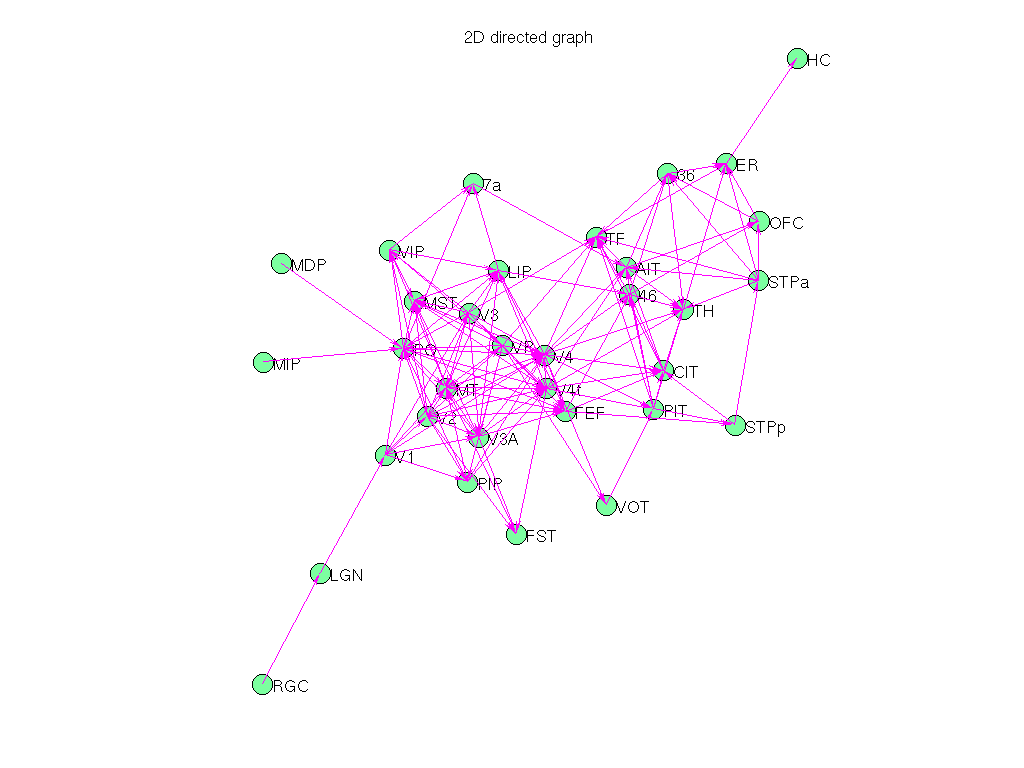 2D directed graph
HC
ER
36
7a
OFC
TF
VIP
MDP
AIT
LIP
STPa
46
MST
TH
V3
VP
PO
V4
MIP
CIT
V4t
MT
PIT
FEF
V2
STPp
V3A
V1
PIP
VOT
FST
LGN
RGC